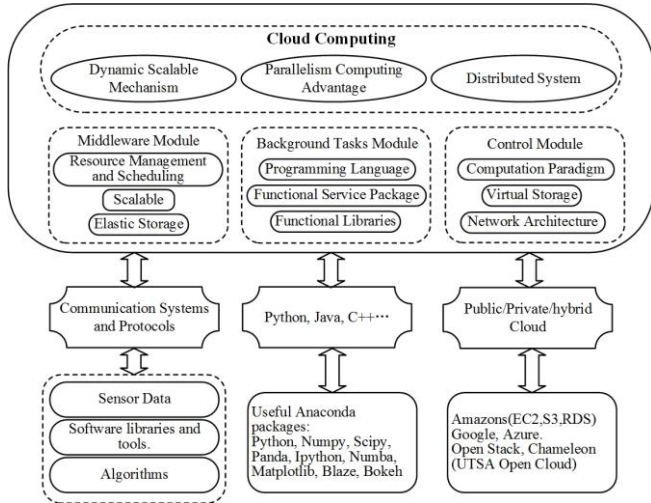 Cloud Computing
Dynamic Scalable
Mechanism
Parallelism Computing
Advantage
Distributed System
Middleware Module
Resource Management
and Scheduling
Scalable
Elastic Storage
Background Tasks Module
Programming Language
Functional Service Package
Functional Libraries
Control Module
Computation Paradigm
Virtual Storage
Network Architecture
Communication Systems
and Protocols
Python, Java, C++⋯
Public/Private/hybrid
Cloud
Sensor Data
Software libraries and
tools.
Algorithms
Useful Anaconda
packages:
Python, Numpy, Scipy,
Panda, Ipython, Numba,
Matplotlib, Blaze, Bokeh
Amazons(EC2,S3,RDS)
Google, Azure.
Open Stack, Chameleon
(UTSA Open Cloud)